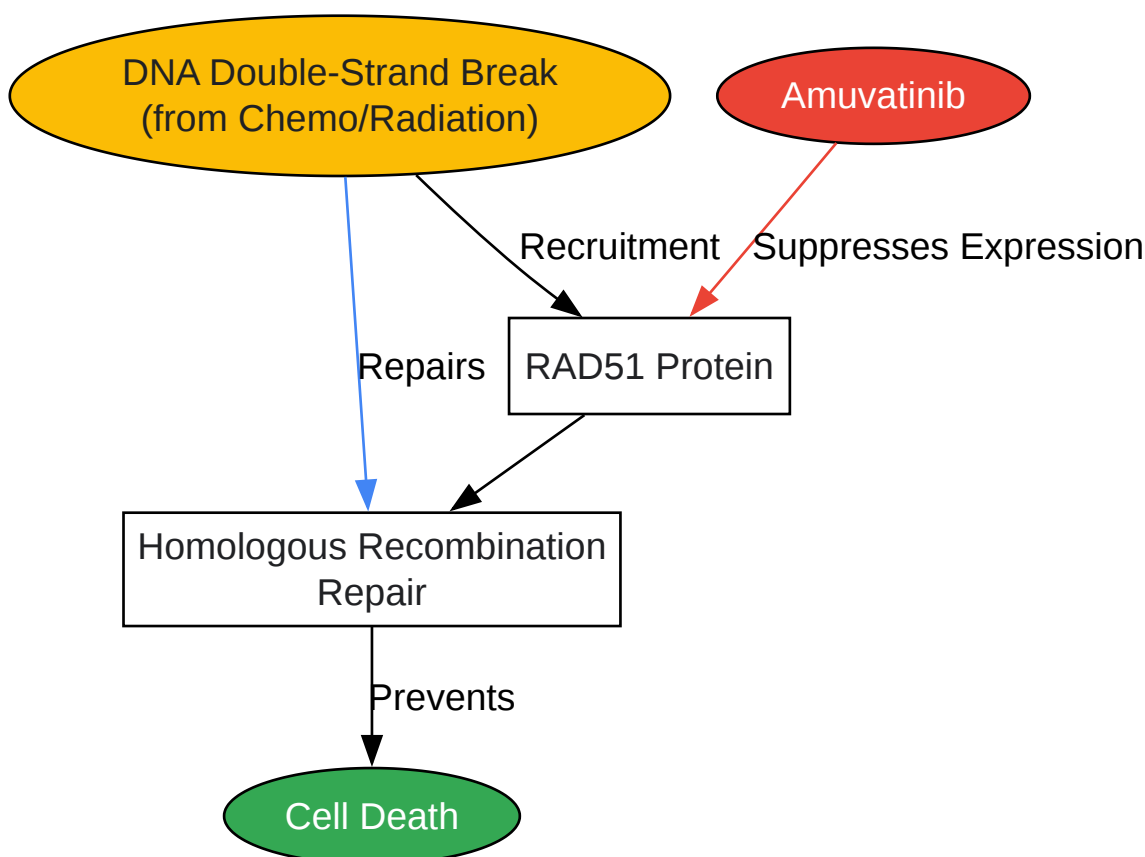 DNA Double-Strand Break
(from Chemo/Radiation)
Amuvatinib
Recruitment
Suppresses Expression
Repairs
RAD51 Protein
Homologous Recombination
Repair
Prevents
Cell Death